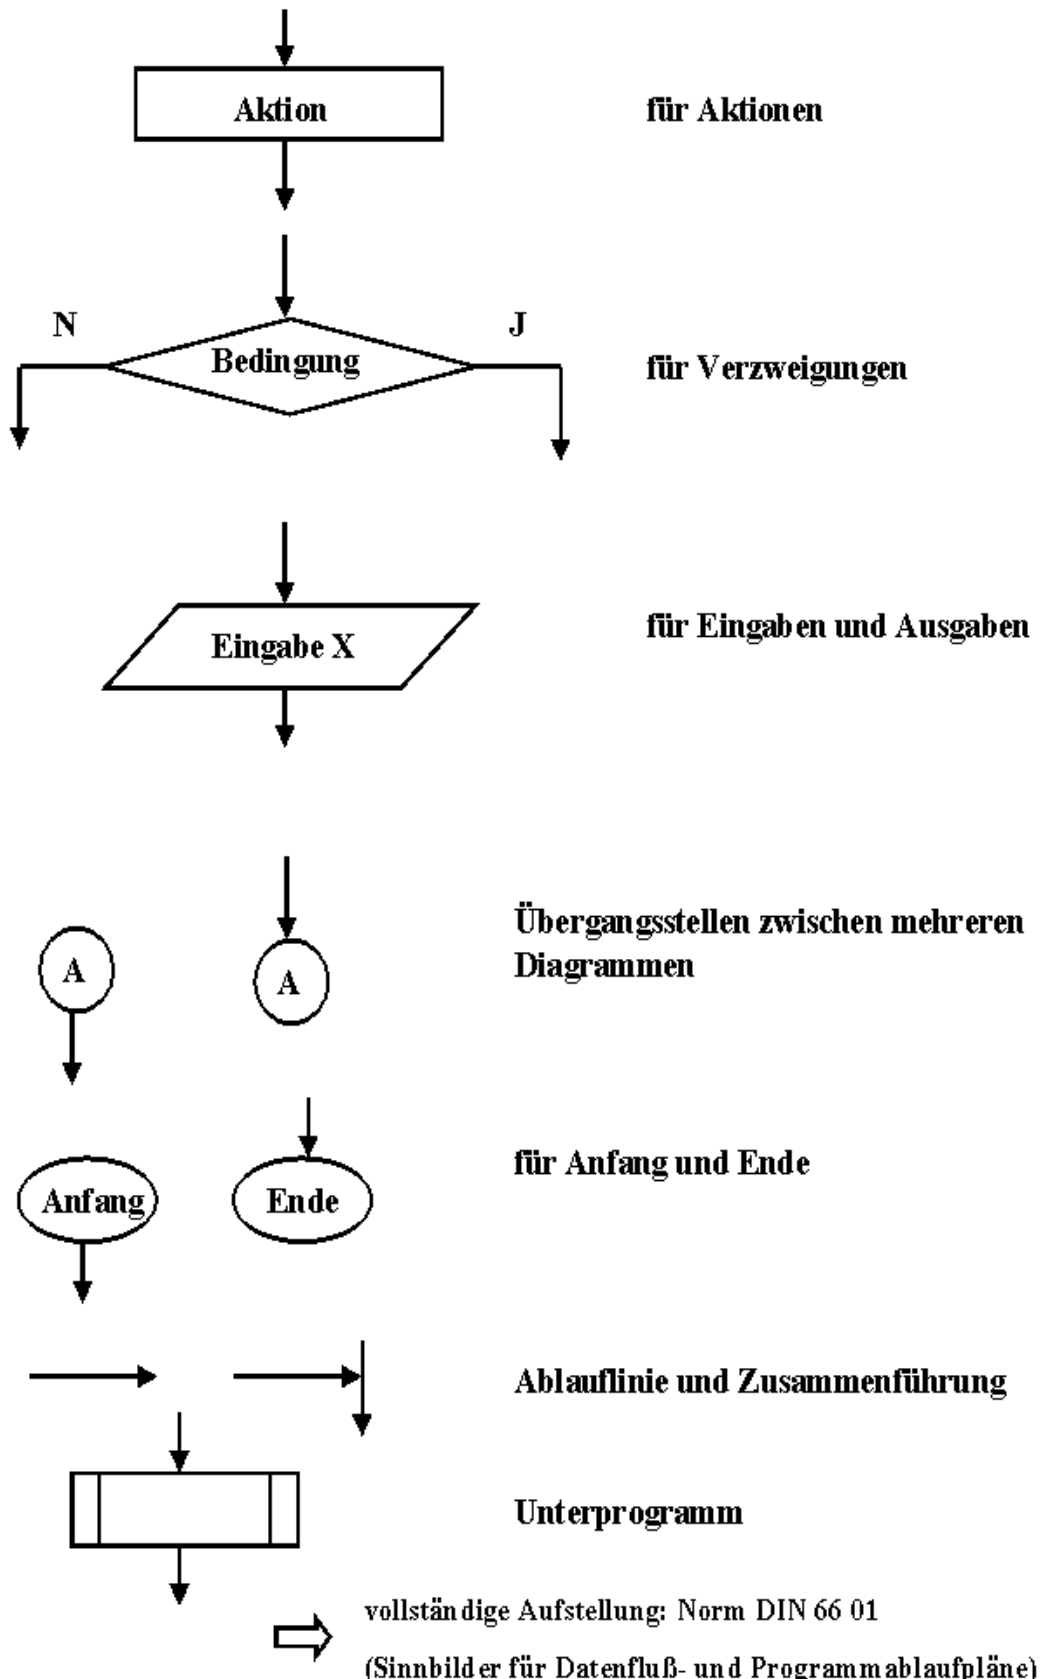 Aktion
für Aktionen
N
J
Bedingung
für Verzweigungen
Eingabe X
für Eingaben und Ausgaben
A
A
Übergangsstellen zwischen mehreren
Diagrammen
Anfang
Ende
für Anfang und Ende
Ablauflinie und Zusammenführung
Unterprogramm
vollständige Aufstellung: Norm DIN 66 01
(Sinnbilder für Datenfluß- und Programmablaufpläne)